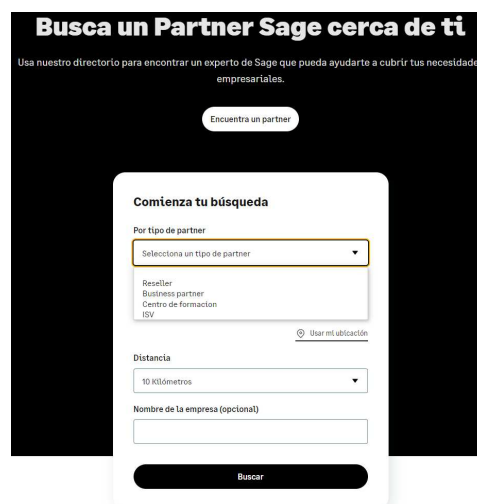 Busca un Partner Sage cerca de ti
Usa nuestro directorio para encontrar un experto de Sage que pueda ayudarte a cubrir tus necesidade
empresariales.
Encuentra un partner
Comienza tu búsqueda
Por tipo de partner
Selecciona un tipo de partner
Reseller
Business partner
Centro de formacion
ISV
Usar mi ubicación
Distancia
10 Kilómetros
Nombre de la empresa (opcional)
Buscar